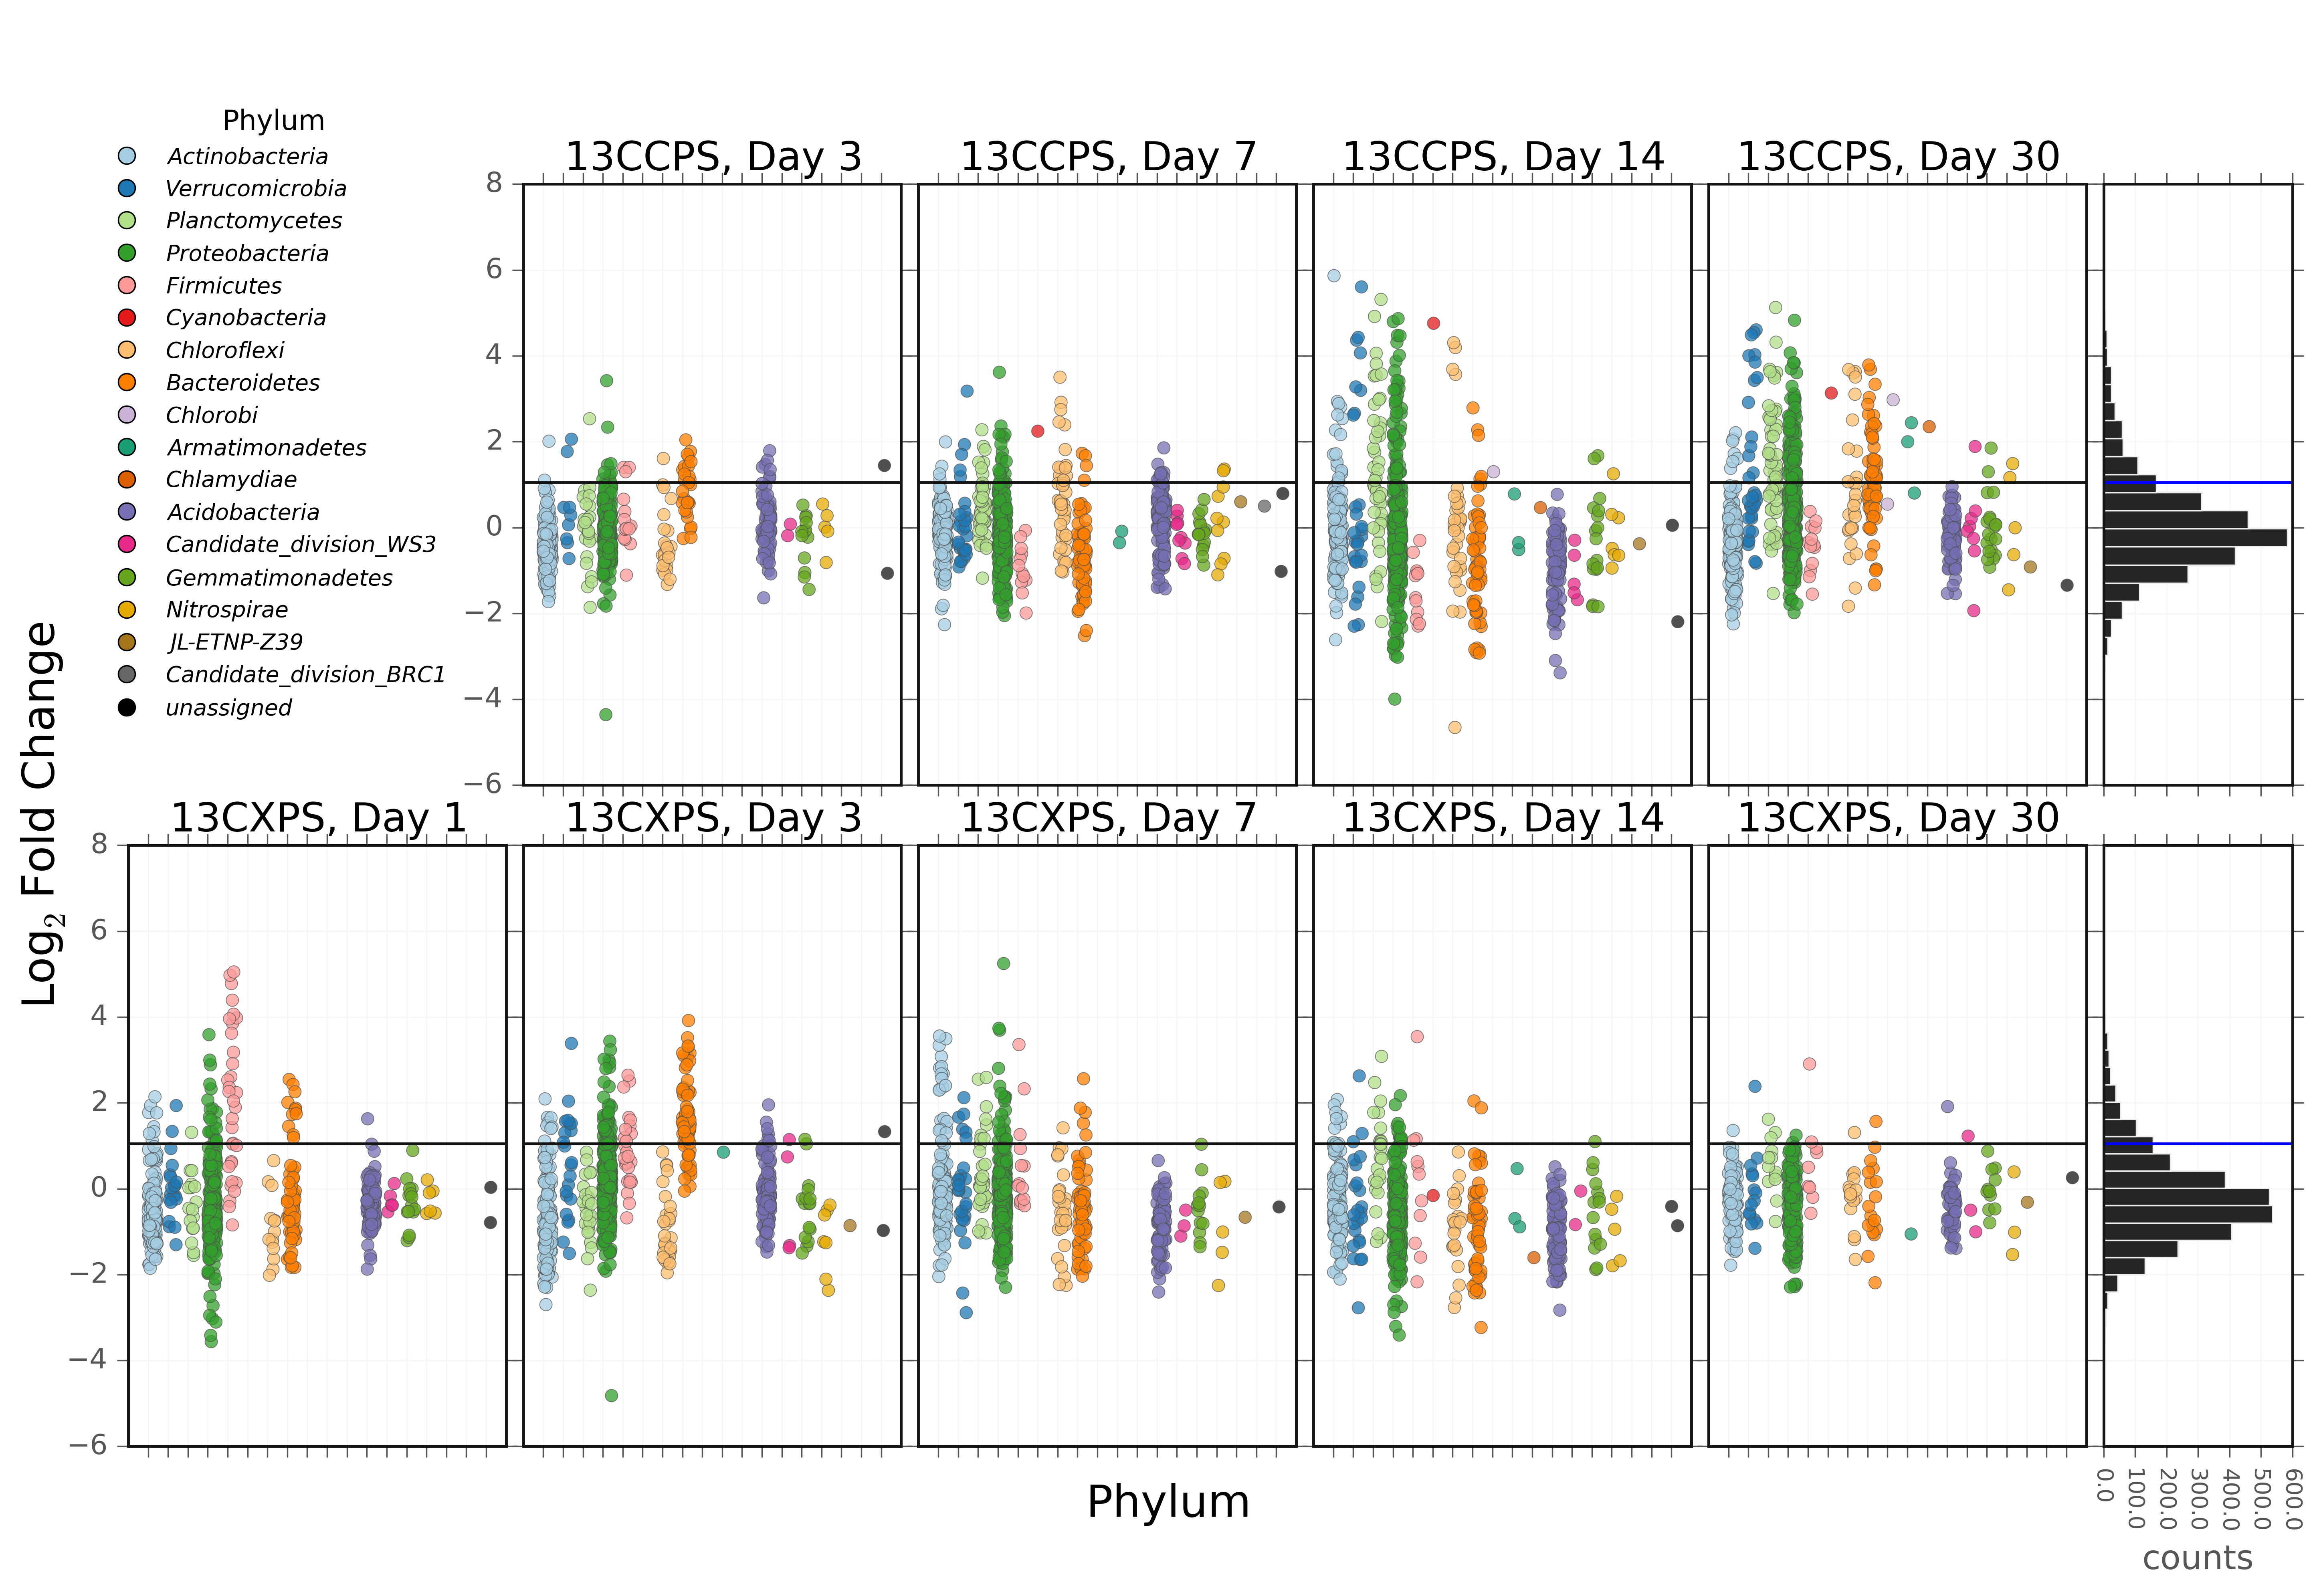 Phylum
Actinobacteria
Verrucomicrobia
Planctomycetes
Proteobacteria
Firmicutes
Cyanobacteria
Chloroflexi
Bacteroidetes
Chlorobi
Armatimonadetes
Chlamydiae
Acidobacteria
Candidate_division_WS3
Gemmatimonadetes
Nitrospirae
JL-ETNP-Z39
Candidate_division_BRC1
unassigned
13CCPS, Day 3
13CCPS, Day 7
13CCPS, Day 14
13CCPS, Day 30
8
6
4
2
0
−2
−4
−6
Log₂ Fold Change
13CXPS, Day 1
13CXPS, Day 3
13CXPS, Day 7
13CXPS, Day 14
13CXPS, Day 30
8
6
4
2
0
−2
−4
−6
0.0
100.0
200.0
300.0
400.0
500.0
600.0
Phylum
counts